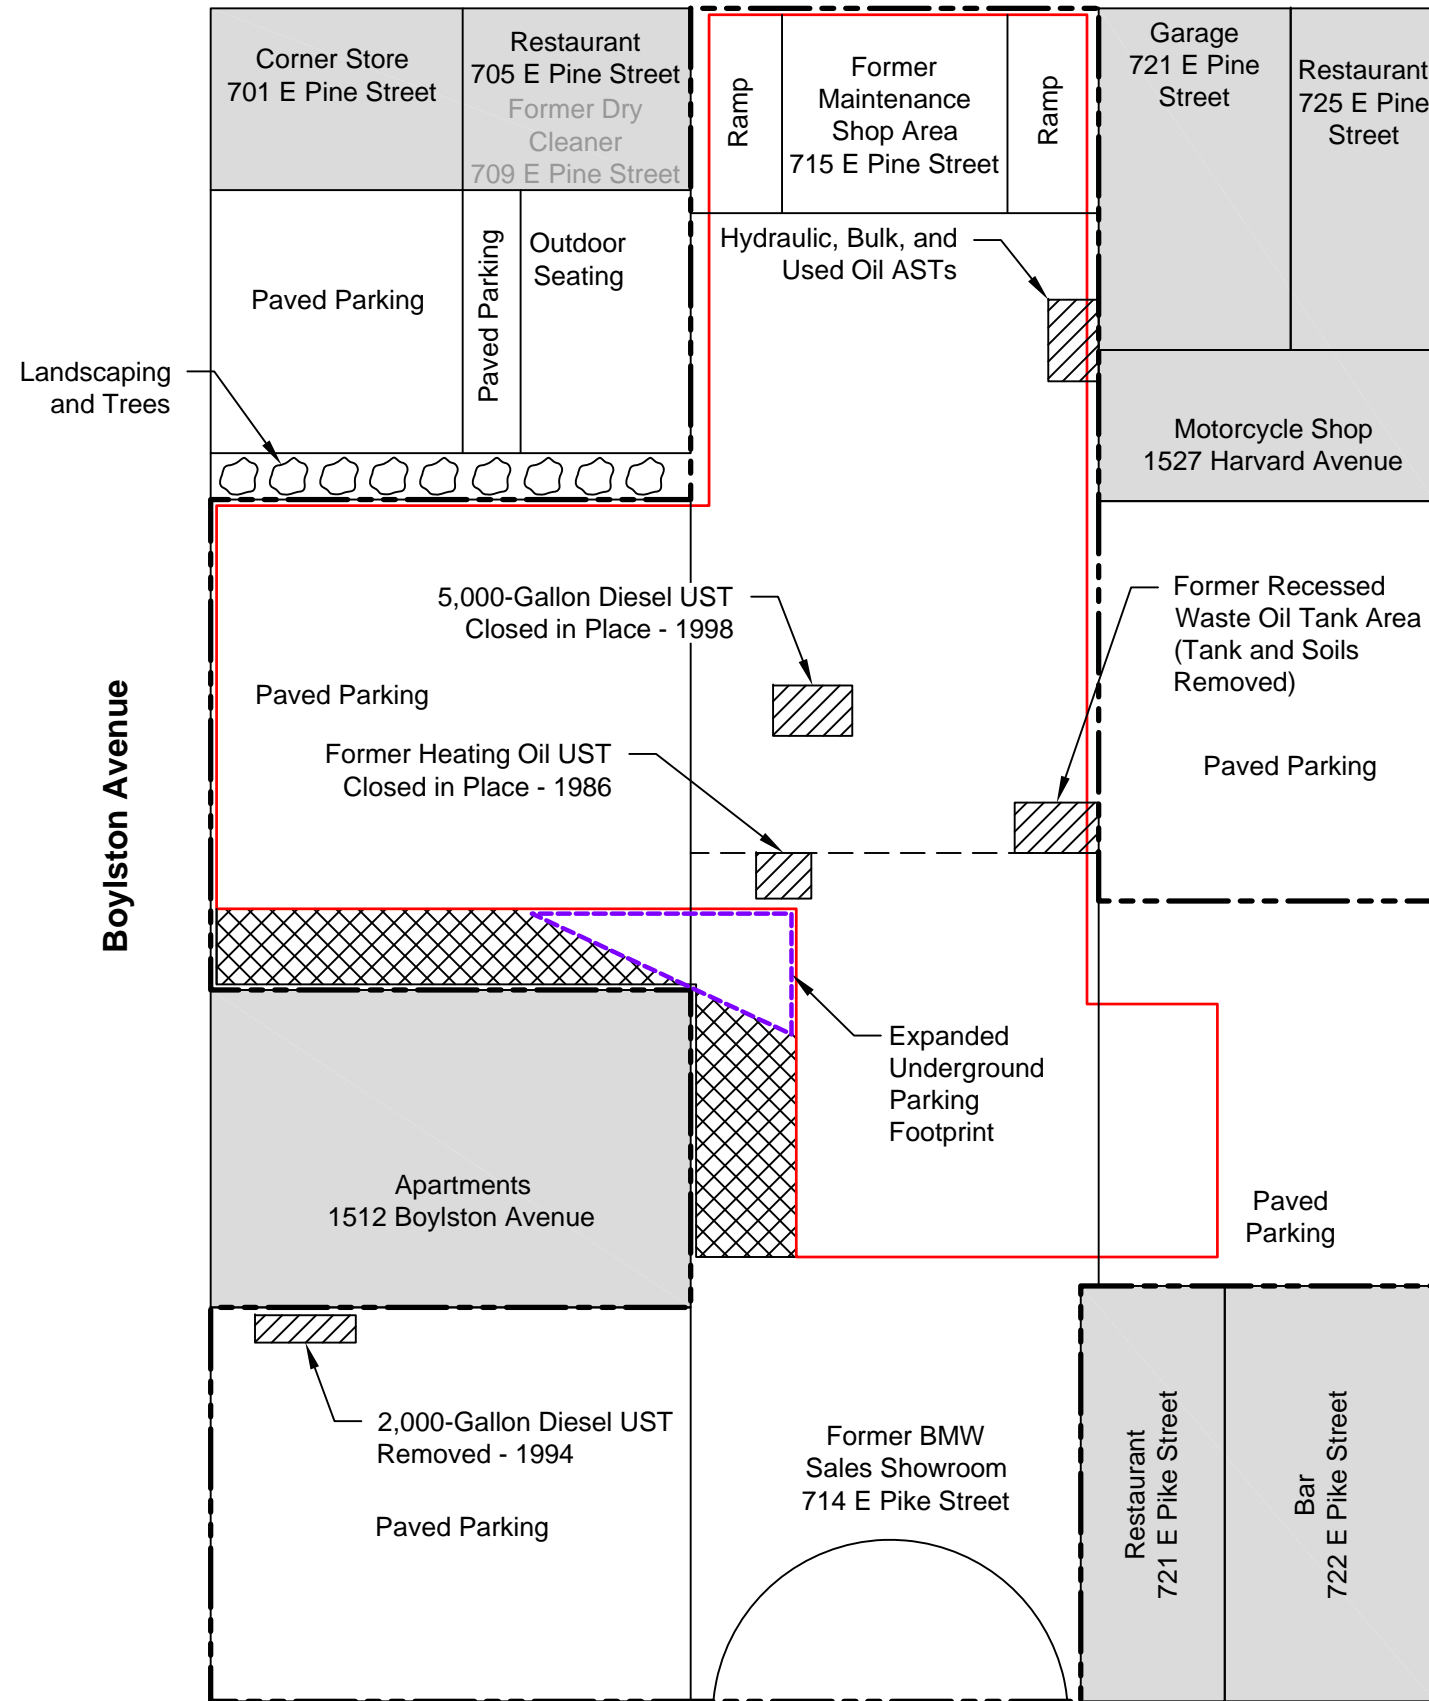 Corner Store
701 E Pine Street
Restaurant
705 E Pine Street
Former Dry
Cleaner
709 E Pine Street
Ramp
Former
Maintenance
Shop Area
715 E Pine Street
Ramp
Garage
721 E Pine
Street
Restaurant
725 E Pine
Street
Hydraulic, Bulk, and
Used Oil ASTs
Paved Parking
Paved Parking
Outdoor
Seating
Landscaping
and Trees
Motorcycle Shop
1527 Harvard Avenue
5,000-Gallon Diesel UST
Closed in Place - 1998
Former Recessed
Waste Oil Tank Area
(Tank and Soils
Removed)
Paved Parking
Boylston Avenue
Former Heating Oil UST
Closed in Place - 1986
Paved Parking
Expanded
Underground
Parking
Footprint
Apartments
1512 Boylston Avenue
Paved
Parking
2,000-Gallon Diesel UST
Removed - 1994
Paved Parking
Former BMW
Sales Showroom
714 E Pike Street
Restaurant
721 E Pike Street
Bar
722 E Pike Street